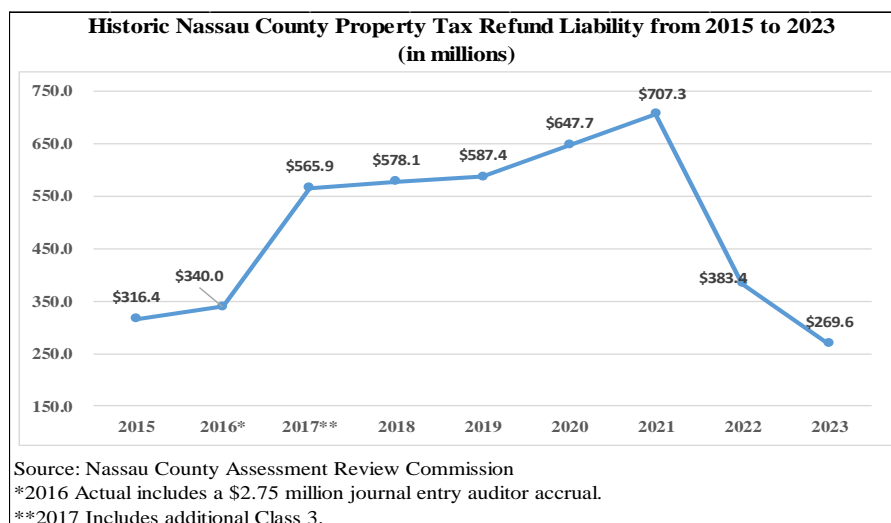 Historic Nassau County Property Tax Refund Liability from 2015 to 2023
(in millions)
750.0
650.0
550.0
450.0
350.0
250.0
150.0
$316.4
$340.0
$565.9
$578.1
$587.4
$647.7
$707.3
$383.4
$269.6
2015 2016* 2017** 2018 2019 2020 2021 2022 2023
Source: Nassau County Assessment Review Commission
*2016 Actual includes a $2.75 million journal entry auditor accrual.
**2017 Includes additional Class 3.